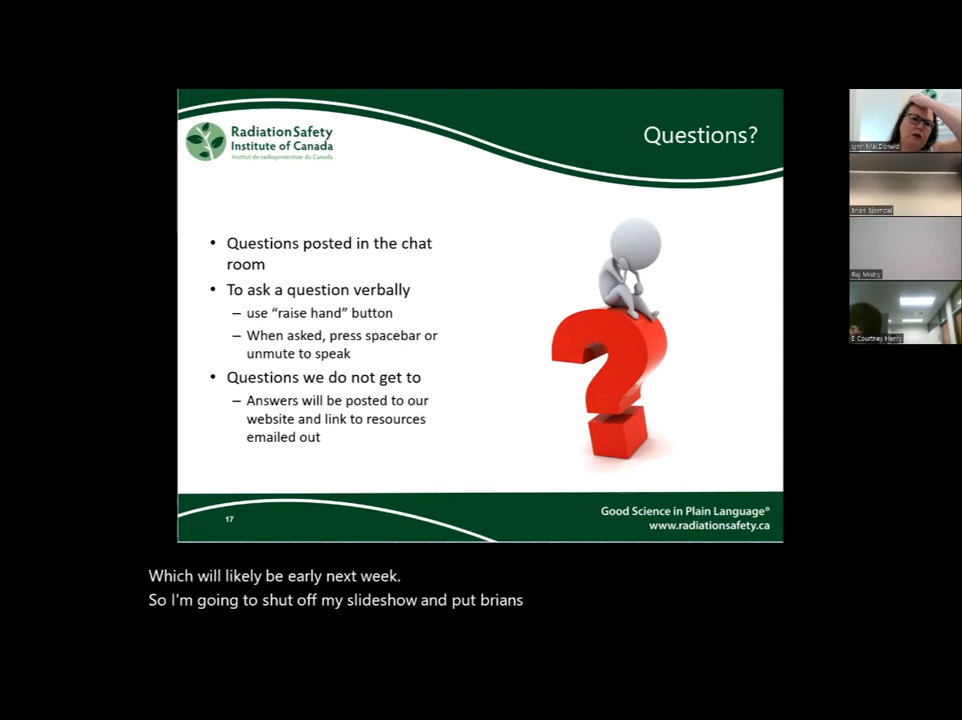 Radiation Safety
Institute of Canada
Institut de radioprotection du Canada
Questions?
• Questions posted in the chat
room
• To ask a question verbally
– use “raise hand” button
– When asked, press spacebar or
unmute to speak
• Questions we do not get to
– Answers will be posted to our
website and link to resources
emailed out
17
Good Science in Plain Language®
www.radiationsafety.ca
Which will likely be early next week.
So I'm going to shut off my slideshow and put brians
Lynn MacDonald
Brian Bjorndal
Raj Mistry
E Courtney Henry